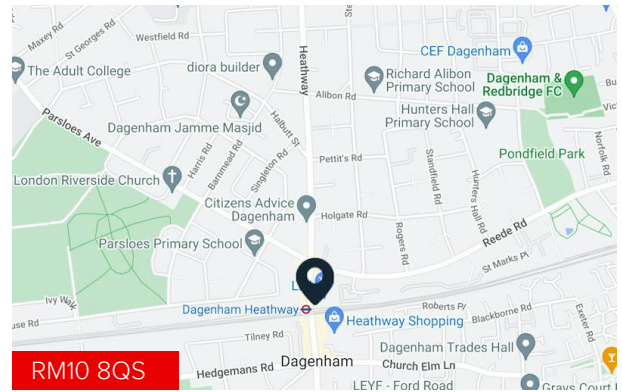 Maxey Rd
St Georges Rd
Westfield Rd
Heathway
CEF Dagenham
The Adult College
diora builder
Richard Alibon
Primary School
Dagenham &
Redbridge FC
Alibon Rd
Hunters Hall
Primary School
Parsloes Ave
Halbutt St
Dagenham Jamme Masjid
Harris Rd
Barnmead Rd
Singleton Rd
Pettit's Rd
Standfield Rd
Hunters Hall Rd
Pondfield Park
Norfolk Rd
London Riverside Church
Citizens Advice
Dagenham
Holgate Rd
Rogers Rd
Reede Rd
Parsloes Primary School
St Marks Pl
Ivy Walk
use Rd
Dagenham Heathway
Heathway Shopping
Roberts Pl
Blackborne Rd
Exeter Rd
Tilney Rd
Dagenham Trades Hall
RM10 8QS
Hedgemans Rd
Dagenham
Church Elm Ln
LEYF - Ford Road
Grays Court